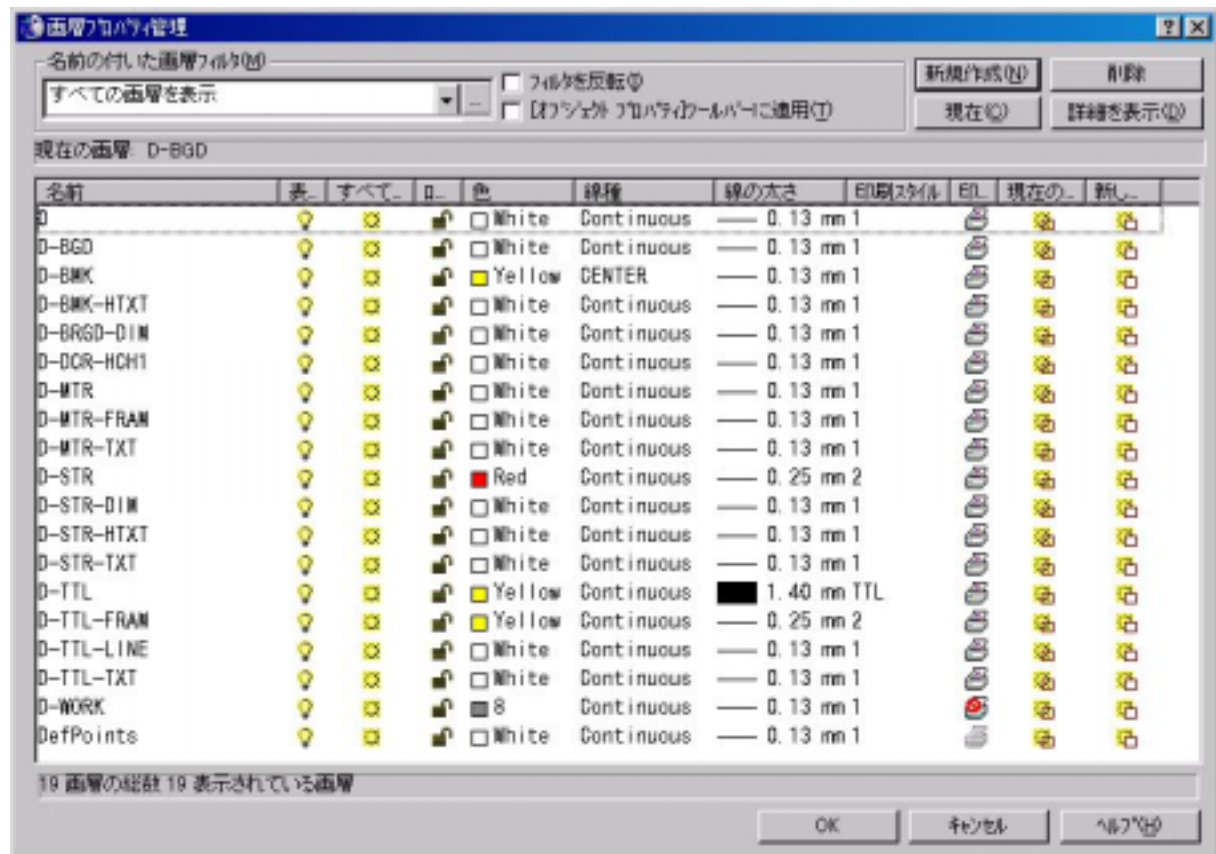 画層プロパティ管理
名前の付いた画層フィルタ(M)
すべての画層を表示
...
フィルタを反転(I)
[オブジェクト プロパティ]ツールバーに適用(T)
新規作成(N) 削除
現在(C) 詳細を表示(D)
現在の画層: D-BGD
名前 表... すべて... ロ... 色 線種 線の太さ 印刷スタイル 印... 現在の... 新し...
0 White Continuous 0.13 mm 1
D-BGD White Continuous 0.13 mm 1
D-BMK Yellow CENTER 0.13 mm 1
D-BMK-HTXT White Continuous 0.13 mm 1
D-BRGD-DIM White Continuous 0.13 mm 1
D-DCR-HCH1 White Continuous 0.13 mm 1
D-MTR White Continuous 0.13 mm 1
D-MTR-FRAM White Continuous 0.13 mm 1
D-MTR-TXT White Continuous 0.13 mm 1
D-STR Red Continuous 0.25 mm 2
D-STR-DIM White Continuous 0.13 mm 1
D-STR-HTXT White Continuous 0.13 mm 1
D-STR-TXT White Continuous 0.13 mm 1
D-TTL Yellow Continuous 1.40 mm TTL
D-TTL-FRAM Yellow Continuous 0.25 mm 2
D-TTL-LINE White Continuous 0.13 mm 1
D-TTL-TXT White Continuous 0.13 mm 1
D-WORK 8 Continuous 0.13 mm 1
DefPoints White Continuous 0.13 mm 1
19 画層の総数 19 表示されている画層
OK キャンセル ヘルプ(H)